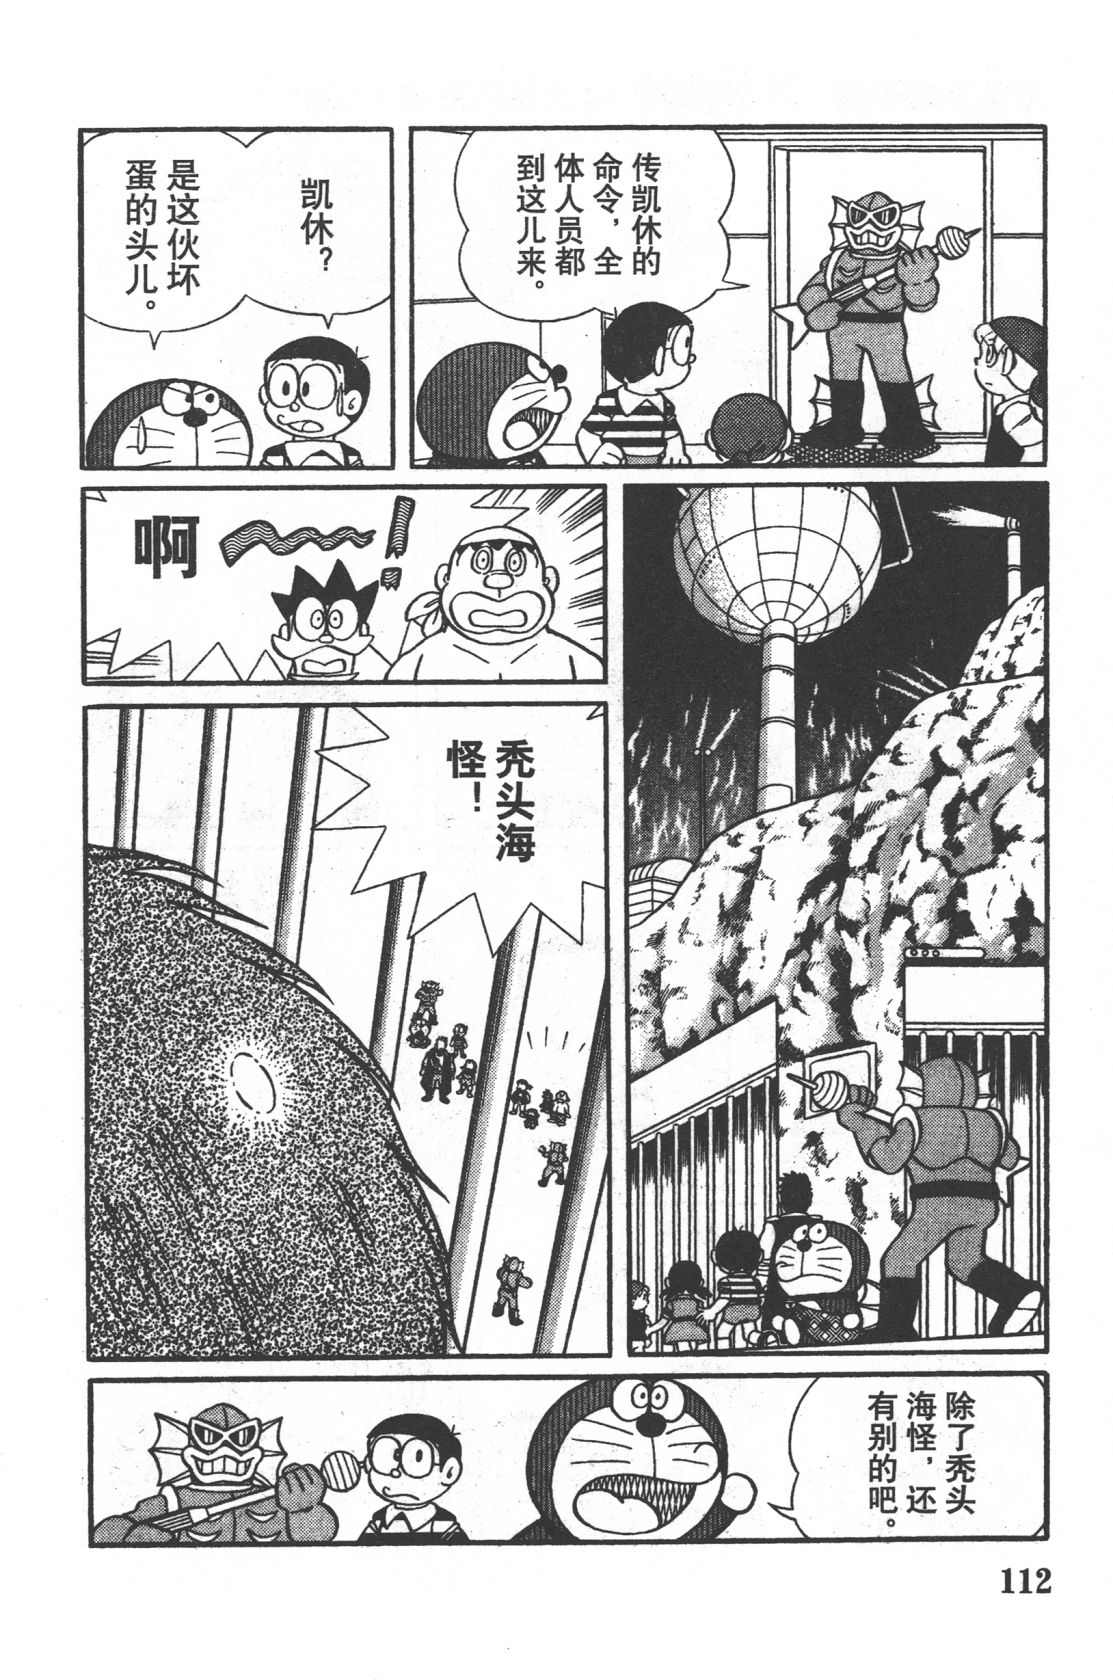 传凯休的
命令，全
体人员都
到这儿来。
凯休？
是这伙坏
蛋的头儿。
啊～～！
秃头海
怪！
除了秃头
海怪，还
有别的吧。
112